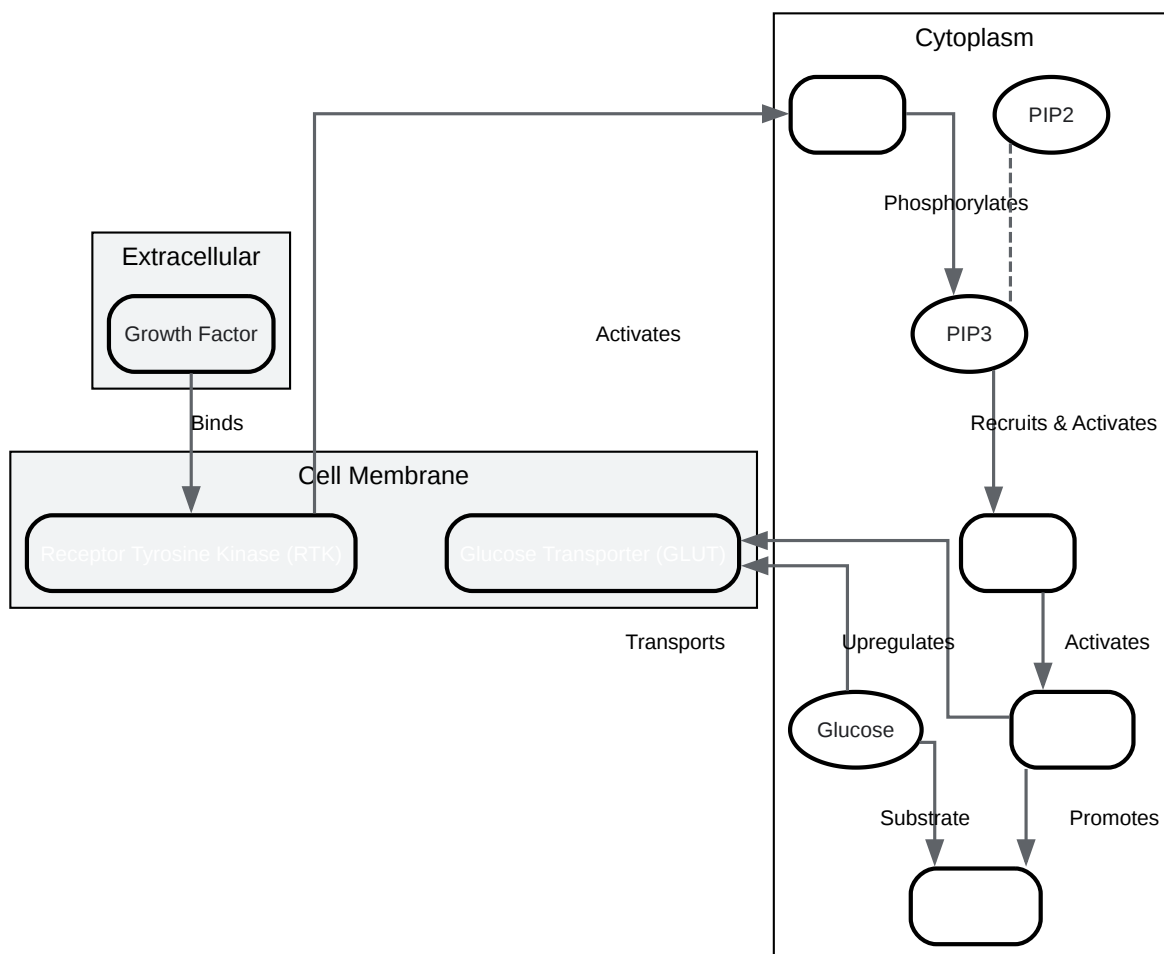 Cytoplasm
PIP2
Phosphorylates
Extracellular
Growth Factor
Activates
PIP3
Binds
Recruits & Activates
Cell Membrane
Receptor Tyrosine Kinase (RTK)
Glucose Transporter (GLUT)
Transports
Upregulates
Activates
Glucose
Substrate
Promotes